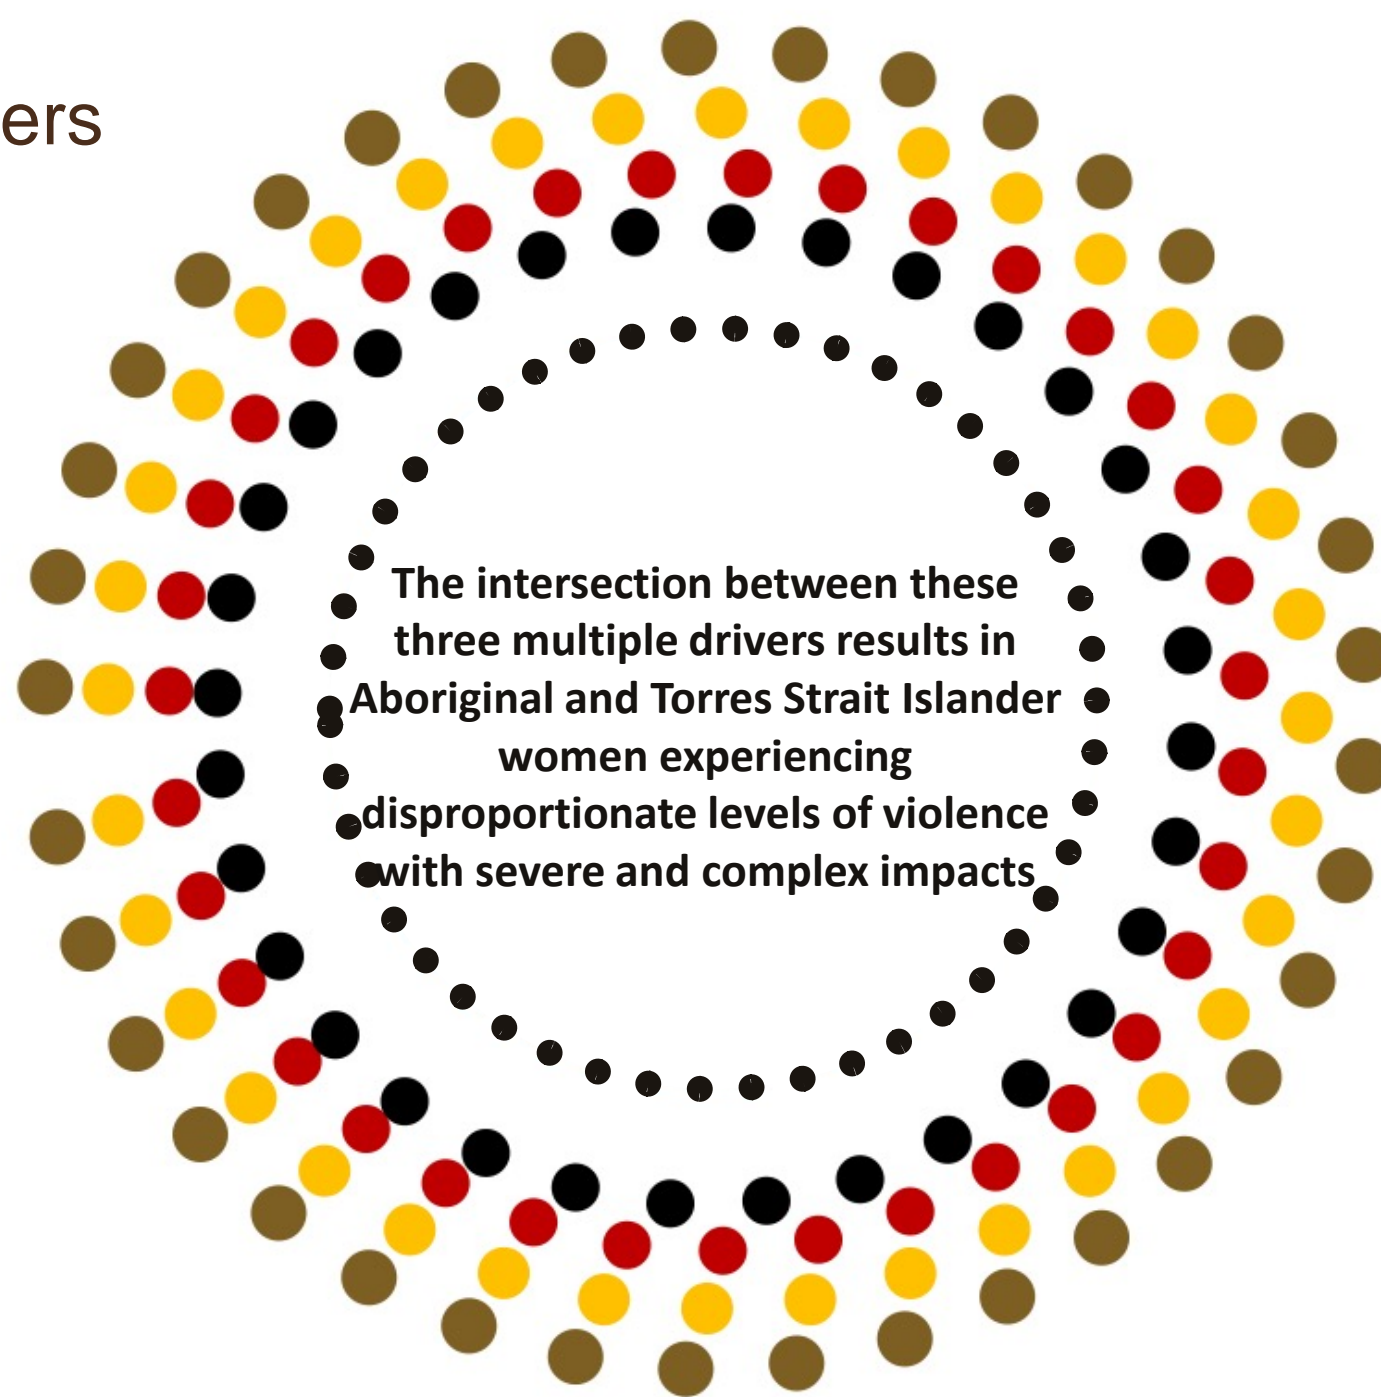 ers
The intersection between these
three multiple drivers results in
Aboriginal and Torres Strait Islander
women experiencing
disproportionate levels of violence
with severe and complex impacts